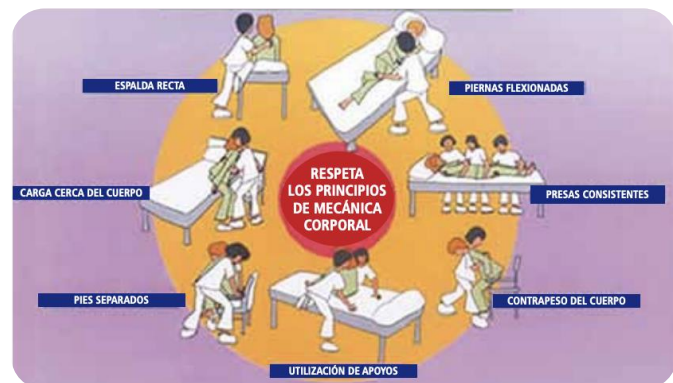 ESPALDA RECTA
PIERNAS FLEXIONADAS
CARGA CERCA DEL CUERPO
RESPETA
LOS PRINCIPIOS
DE MECÁNICA
CORPORAL
PRESAS CONSISTENTES
PIES SEPARADOS
CONTRAPESO DEL CUERPO
UTILIZACIÓN DE APOYOS